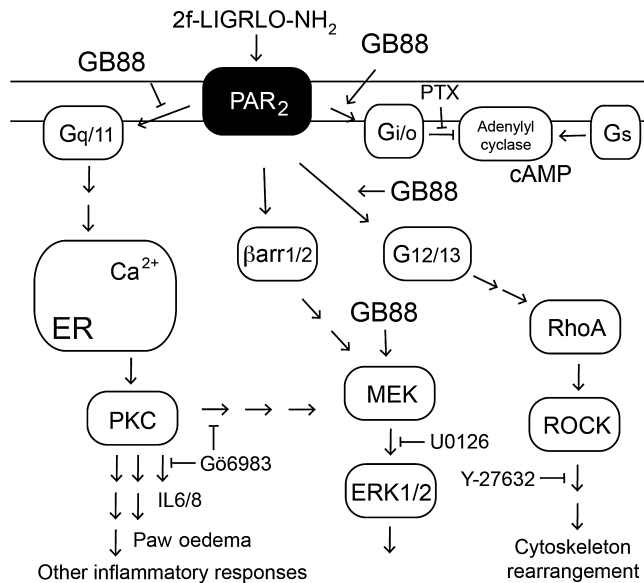 2f-LIGRLO-NH2
GB88
GB88
PAR2
PTX
Gq/11
Gi/o
Adenylyl
cyclase
Gs
cAMP
GB88
βarr1/2
G12/13
Ca2+
ER
GB88
RhoA
PKC
MEK
ROCK
Gö6983
U0126
IL6/8
ERK1/2
Y-27632
Paw oedema
Other inflammatory responses
Cytoskeleton
rearrangement